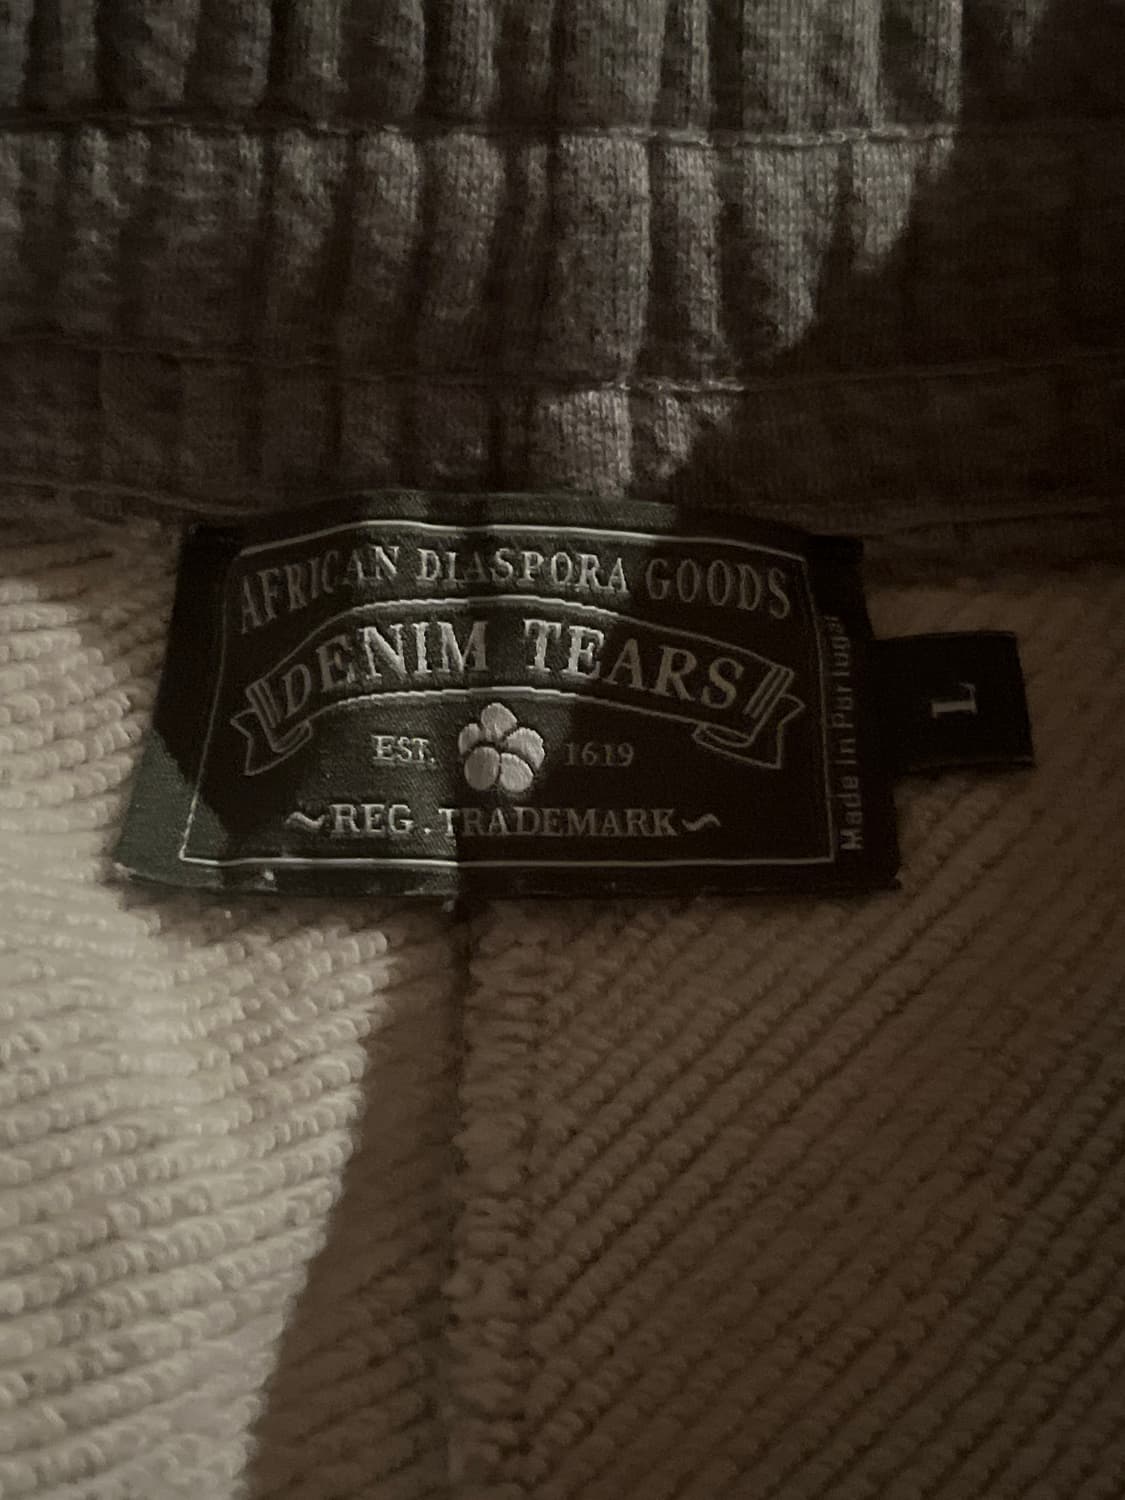 AFRICAN DIASPORA GOODS
DENIM TEARS
EST. 1619
~REG. TRADEMARK~
Made in Portugal
L